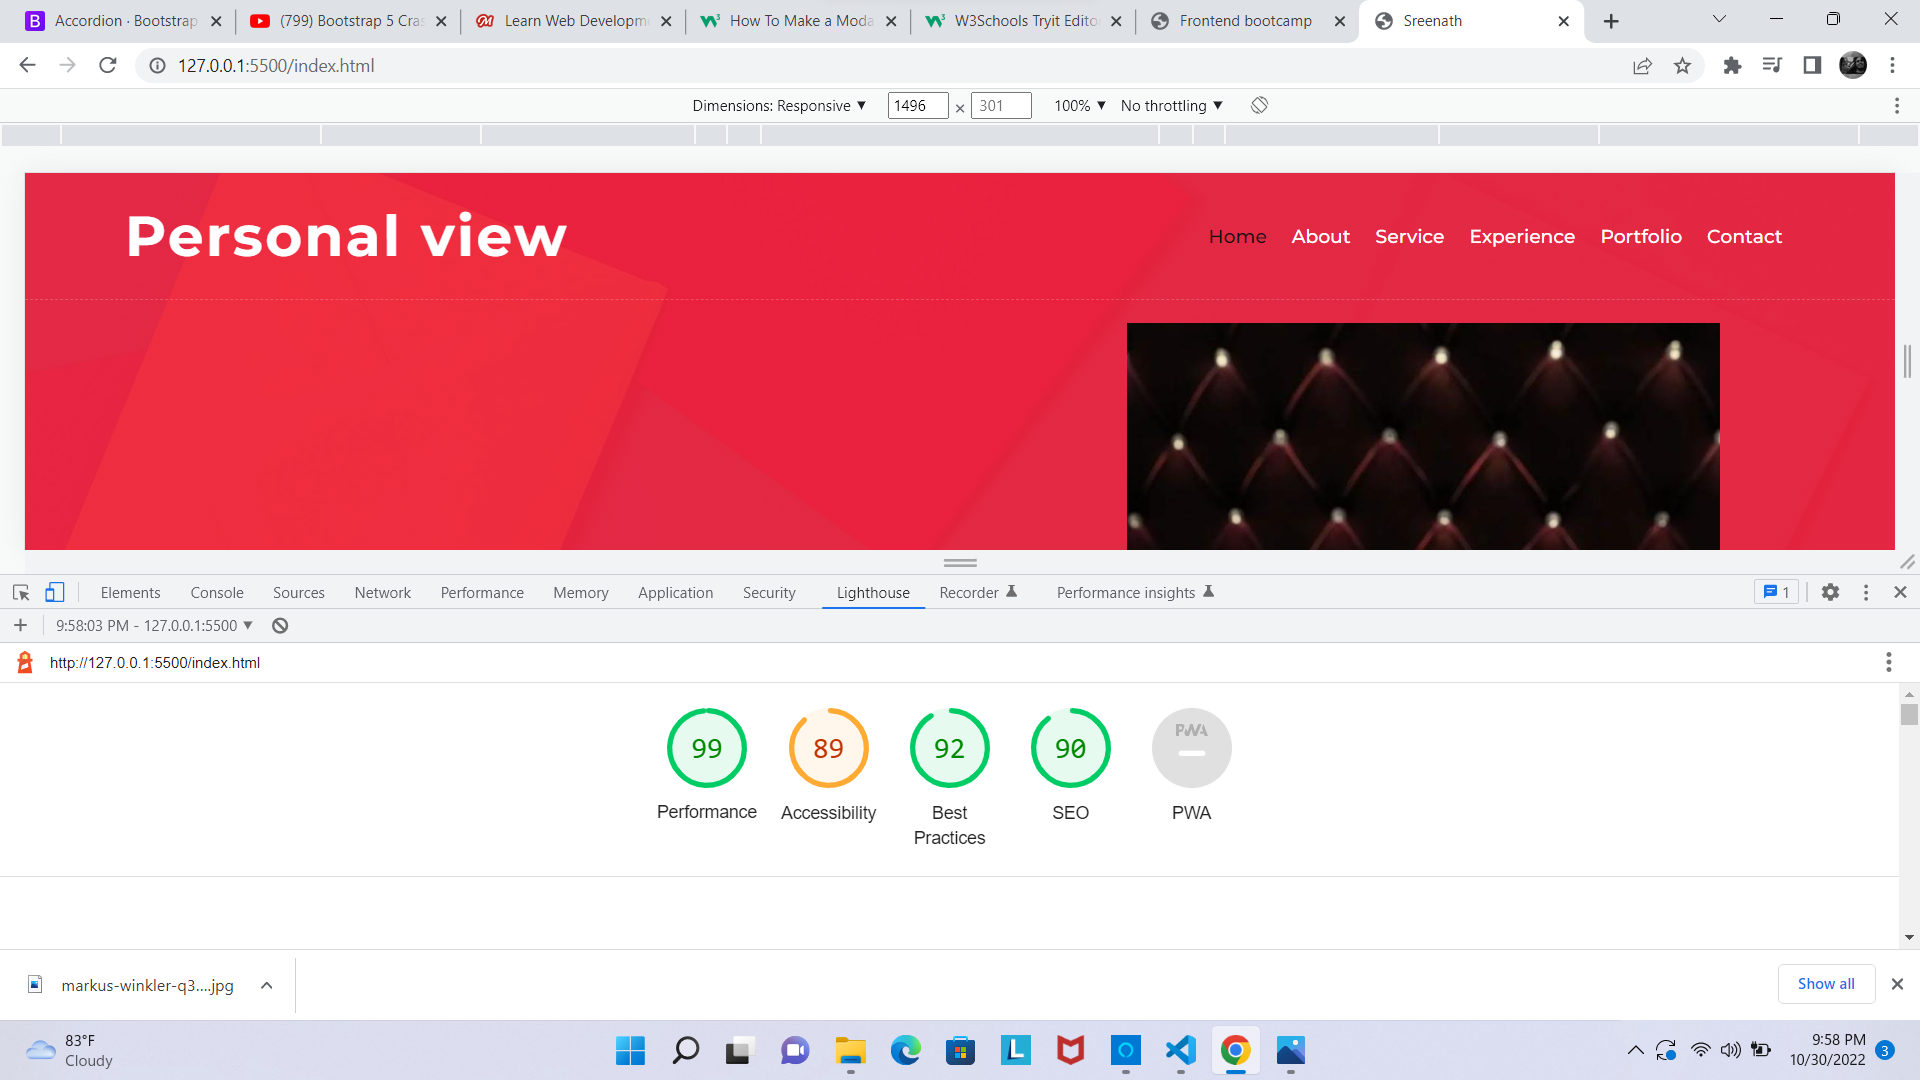 Accordion · Bootstrap
(799) Bootstrap 5 Cras
Learn Web Developme
How To Make a Moda
W3Schools Tryit Edito
Frontend bootcamp
Sreenath
127.0.0.1:5500/index.html
Dimensions: Responsive ▼ 1496 × 301 100% ▼ No throttling ▼
Personal view
Home About Service Experience Portfolio Contact
Elements Console Sources Network Performance Memory Application Security Lighthouse Recorder Performance insights 1
9:58:03 PM - 127.0.0.1:5500 ▼
http://127.0.0.1:5500/index.html
99
Performance
89
Accessibility
92
Best
Practices
90
SEO
PWA
PWA
markus-winkler-q3....jpg
Show all
83°F
Cloudy
9:58 PM
10/30/2022
3